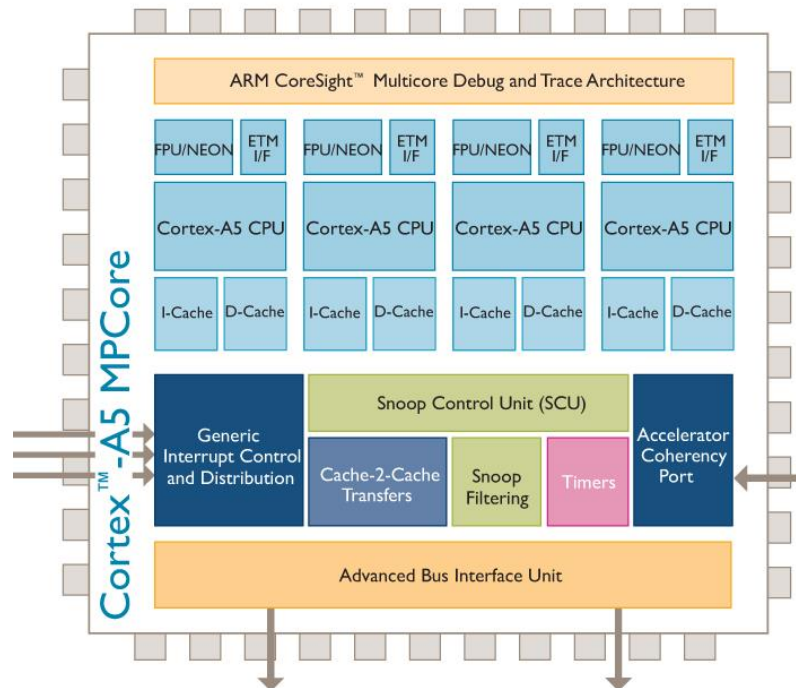 ARM CoreSight™ Multicore Debug and Trace Architecture
FPU/NEON
ETM
I/F
FPU/NEON
ETM
I/F
FPU/NEON
ETM
I/F
FPU/NEON
ETM
I/F
Cortex-A5 CPU
Cortex-A5 CPU
Cortex-A5 CPU
Cortex-A5 CPU
I-Cache
D-Cache
I-Cache
D-Cache
I-Cache
D-Cache
I-Cache
D-Cache
Cortex™-A5 MPCore
Generic
Interrupt Control
and Distribution
Snoop Control Unit (SCU)
Cache-2-Cache
Transfers
Snoop
Filtering
Timers
Accelerator
Coherency
Port
Advanced Bus Interface Unit